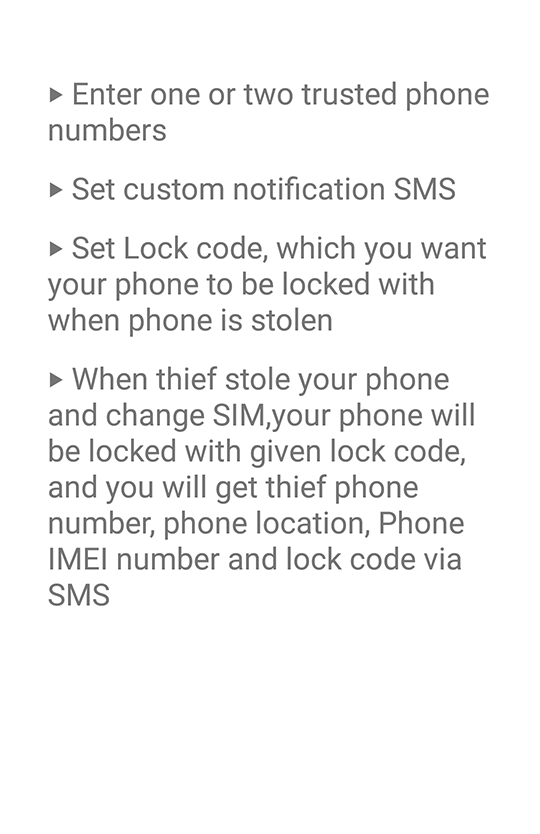 ▶ Enter one or two trusted phone
numbers
▶ Set custom notification SMS
▶ Set Lock code, which you want
your phone to be locked with
when phone is stolen
▶ When thief stole your phone
and change SIM,your phone will
be locked with given lock code,
and you will get thief phone
number, phone location, Phone
IMEI number and lock code via
SMS